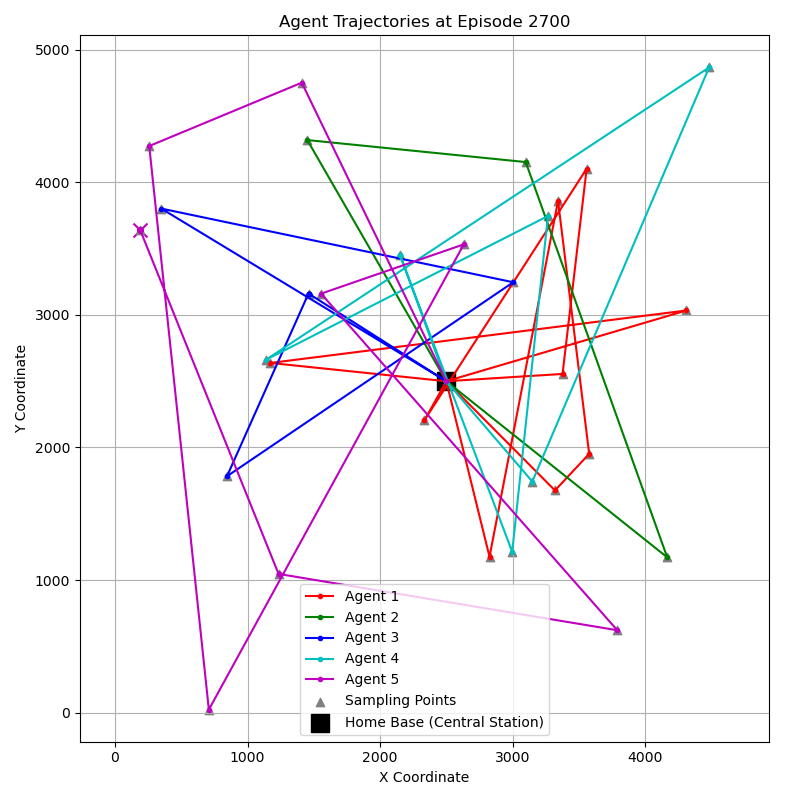 Agent Trajectories at Episode 2700
Y Coordinate
5000
4000
3000
2000
1000
0
Agent 1
Agent 2
Agent 3
Agent 4
Agent 5
Sampling Points
Home Base (Central Station)
0 1000 2000 3000 4000
X Coordinate